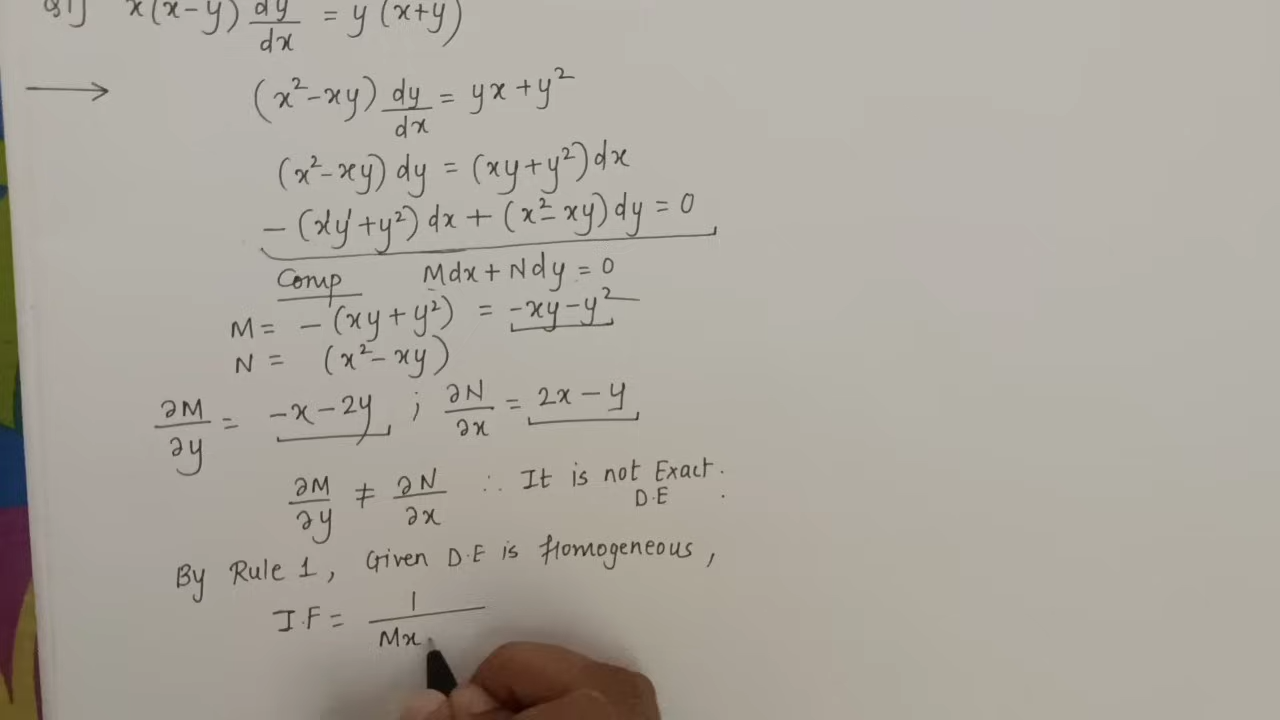 x(x-y) dy/dx = y(x+y)
(x²-xy) dy/dx = yx+y²
(x²-xy) dy = (xy+y²)dx
-(xy+y²)dx + (x²-xy)dy = 0
Comp Mdx + Ndy = 0
M = -(xy+y²) = -xy-y²
N = (x²-xy)
∂M/∂y = -x-2y ; ∂N/∂x = 2x-y
∂M/∂y ≠ ∂N/∂x ∴ It is not Exact.
D.E
By Rule 1, Given D.E is Homogeneous,
I.F = 1/Mx